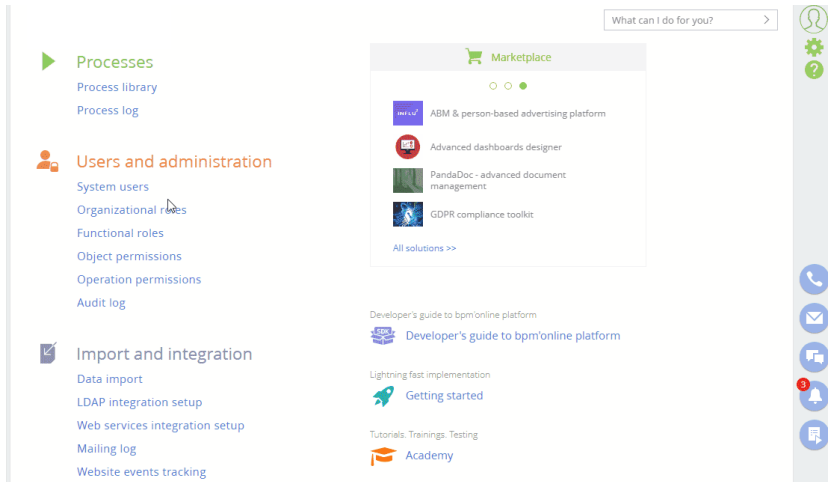 What can I do for you?
Processes
Process library
Process log
Users and administration
System users
Organizational roles
Functional roles
Object permissions
Operation permissions
Audit log
Import and integration
Data import
LDAP integration setup
Web services integration setup
Mailing log
Website events tracking
Marketplace
ABM & person-based advertising platform
Advanced dashboards designer
PandaDoc - advanced document
management
GDPR compliance toolkit
All solutions >>
Developer's guide to bpm'online platform
SDK
Developer's guide to bpm'online platform
Lightning fast implementation
Getting started
Tutorials. Trainings. Testing
Academy
?
3